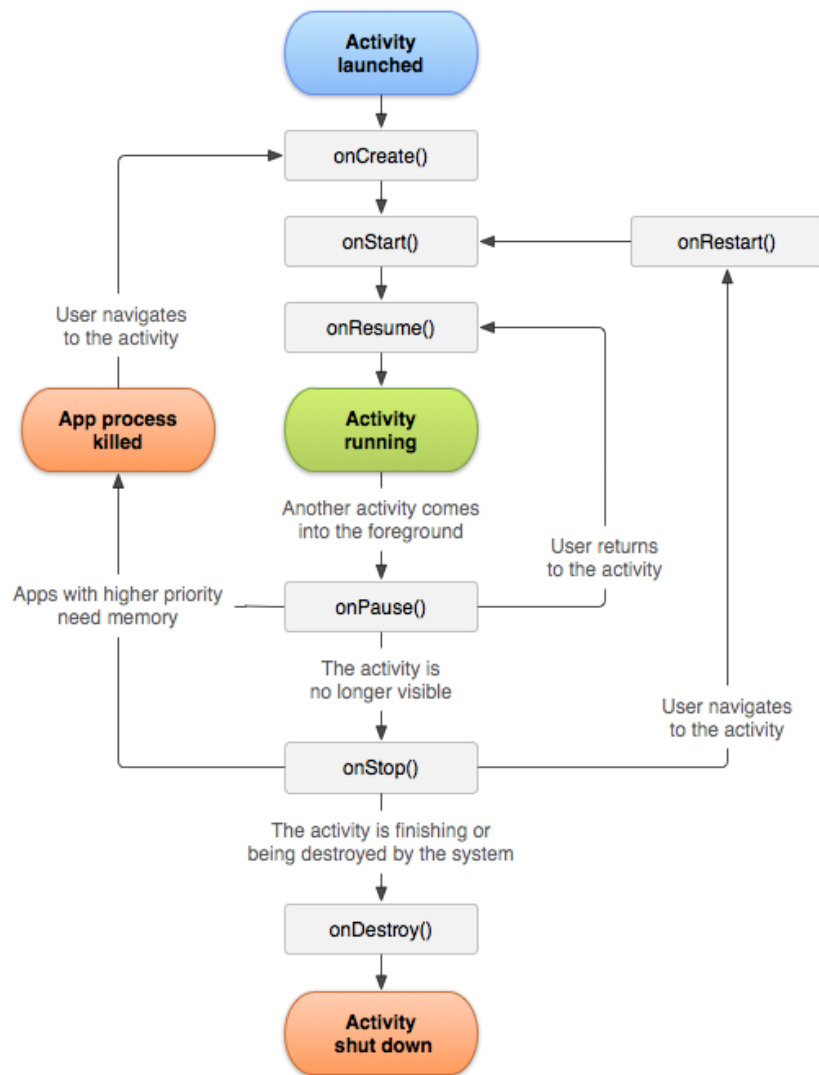 Activity
launched
onCreate()
onStart()
onRestart()
User navigates
to the activity
onResume()
App process
killed
Activity
running
Another activity comes
into the foreground
User returns
to the activity
Apps with higher priority
need memory
onPause()
The activity is
no longer visible
User navigates
to the activity
onStop()
The activity is finishing or
being destroyed by the system
onDestroy()
Activity
shut down